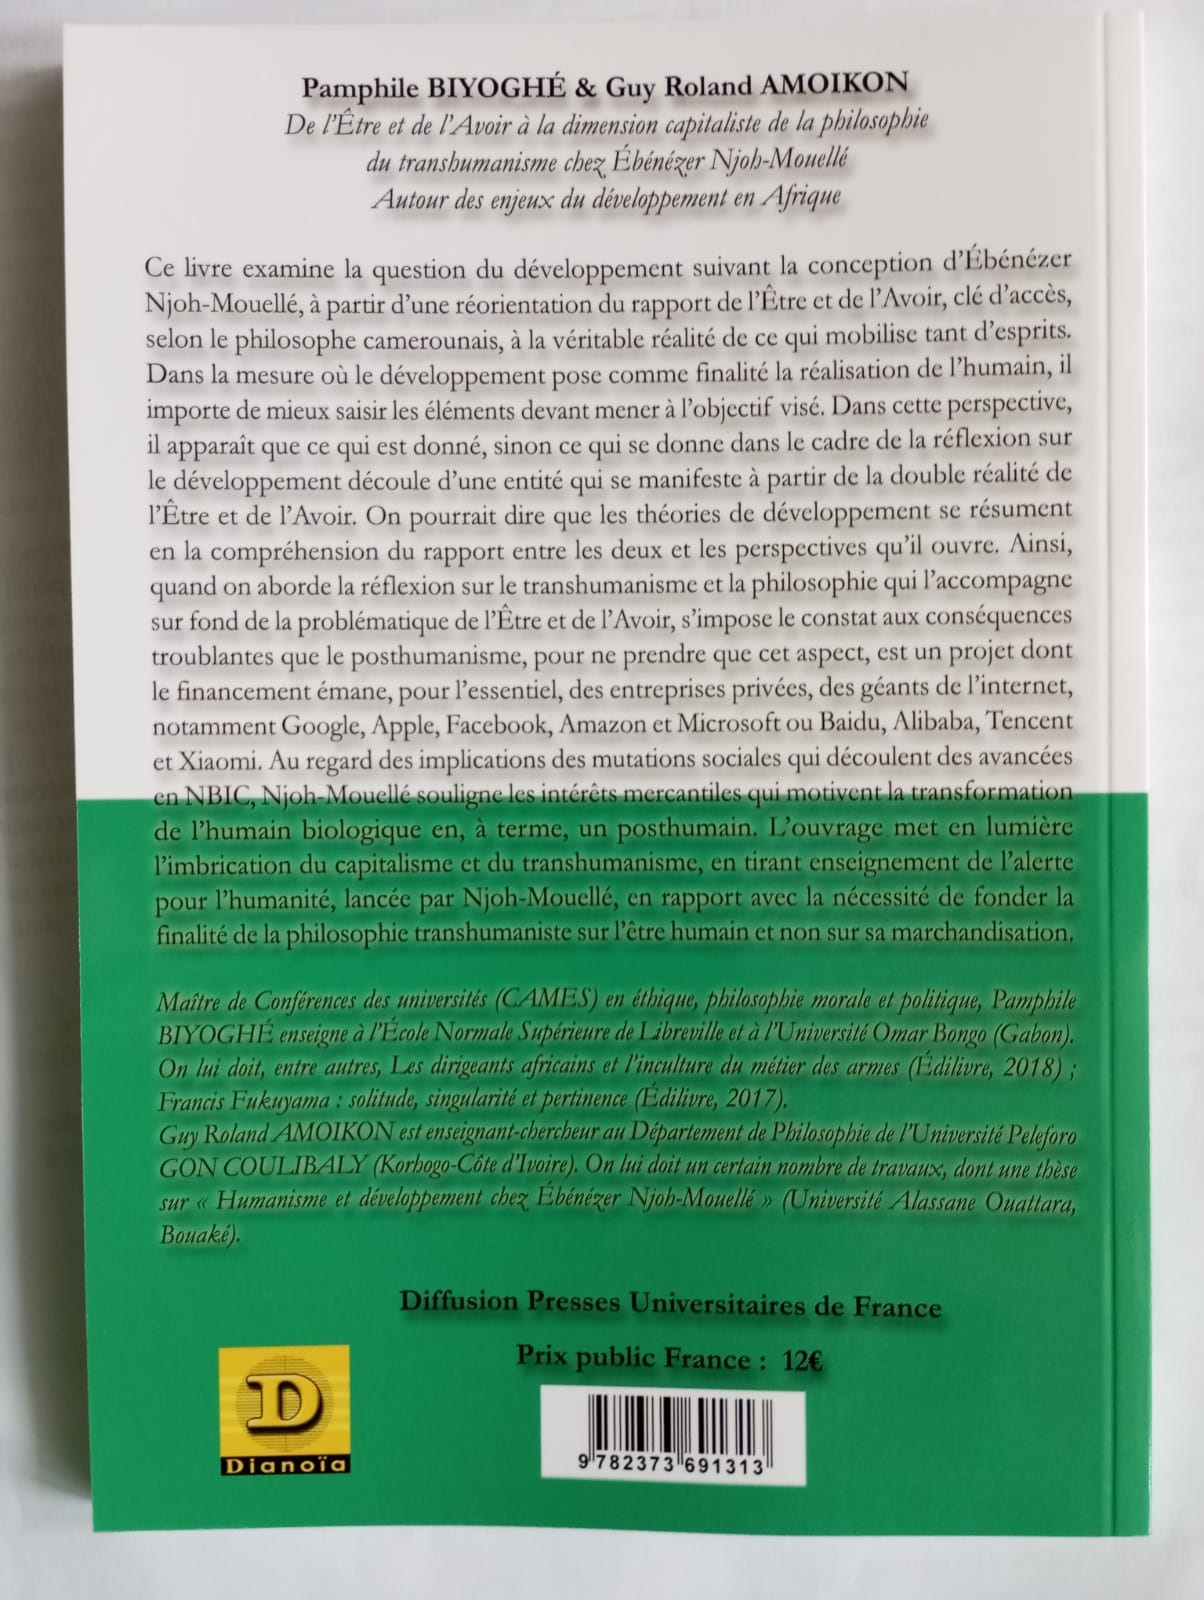 Pamphile BIYOGHÉ & Guy Roland AMOIKON
De l'Être et de l'Avoir à la dimension capitaliste de la philosophie
du transhumanisme chez Ébénézer Njoh-Mouellé
Autour des enjeux du développement en Afrique
Ce livre examine la question du développement suivant la conception d'Ébénézer
Njoh-Mouellé, à partir d'une réorientation du rapport de l'Être et de l'Avoir, clé d'accès,
selon le philosophe camerounais, à la véritable réalité de ce qui mobilise tant d'esprits.
Dans la mesure où le développement pose comme finalité la réalisation de l'humain, il
importe de mieux saisir les éléments devant mener à l'objectif visé. Dans cette perspective,
il apparaît que ce qui est donné, sinon ce qui se donne dans le cadre de la réflexion sur
le développement découle d'une entité qui se manifeste à partir de la double réalité de
l'Être et de l'Avoir. On pourrait dire que les théories de développement se résument
en la compréhension du rapport entre les deux et les perspectives qu'il ouvre. Ainsi,
quand on aborde la réflexion sur le transhumanisme et la philosophie qui l'accompagne
sur fond de la problématique de l'Être et de l'Avoir, s'impose le constat aux conséquences
troublantes que le posthumanisme, pour ne prendre que cet aspect, est un projet dont
le financement émane, pour l'essentiel, des entreprises privées, des géants de l'internet,
notamment Google, Apple, Facebook, Amazon et Microsoft ou Baidu, Alibaba, Tencent
et Xiaomi. Au regard des implications des mutations sociales qui découlent des avancées
en NBIC, Njoh-Mouellé souligne les intérêts mercantiles qui motivent la transformation
de l'humain biologique en, à terme, un posthumain. L'ouvrage met en lumière
l'imbrication du capitalisme et du transhumanisme, en tirant enseignement de l'alerte
pour l'humanité, lancée par Njoh-Mouellé, en rapport avec la nécessité de fonder la
finalité de la philosophie transhumaniste sur l'être humain et non sur sa marchandisation.
Maître de Conférences des universités (CAMES) en éthique, philosophie morale et politique, Pamphile
BIYOGHÉ enseigne à l'École Normale Supérieure de Libreville et à l'Université Omar Bongo (Gabon).
On lui doit, entre autres, Les dirigeants africains et l'inculture du métier des armes (Édilivre, 2018) ;
Francis Fukuyama : solitude, singularité et pertinence (Édilivre, 2017).
Guy Roland AMOIKON est enseignant-chercheur au Département de Philosophie de l'Université Peleforo
GON COULIBALY (Korhogo-Côte d'Ivoire). On lui doit un certain nombre de travaux, dont une thèse
sur « Humanisme et développement chez Ébénézer Njoh-Mouellé » (Université Alassane Ouattara,
Bouaké).
Diffusion Presses Universitaires de France
Prix public France : 12€
D
Dianoïa
9 782373 691313